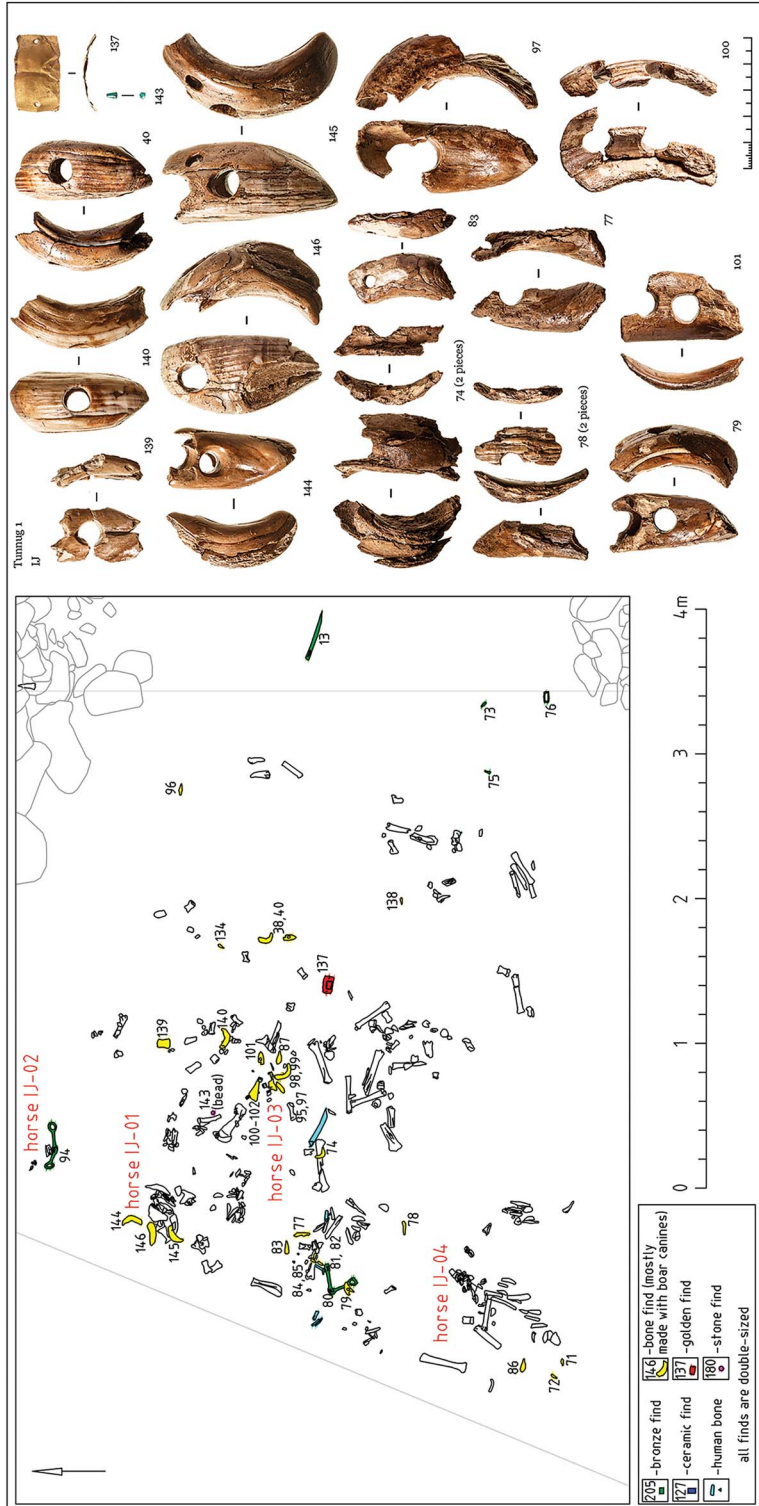 Tunnug 1
IJ
139
140
40
137
143
144
146
145
74 (2 pieces)
83
97
78 (2 pieces)
77
79
101
100
horse IJ-02
94
horse IJ-01
144
146
145
143
(bead)
139
140
134
96
38,40
101
87
98,99
95,97
100-102
horse IJ-03
137
13
83
77
84,85
81, 82
80
79
74
78
138
73
75
76
horse IJ-04
86
72
71
0
1
2
3
4m
205 -bronze find
146 -bone find (mostly
made with boar canines)
127 -ceramic find
137 -golden find
-human bone
180 -stone find
all finds are double-sized